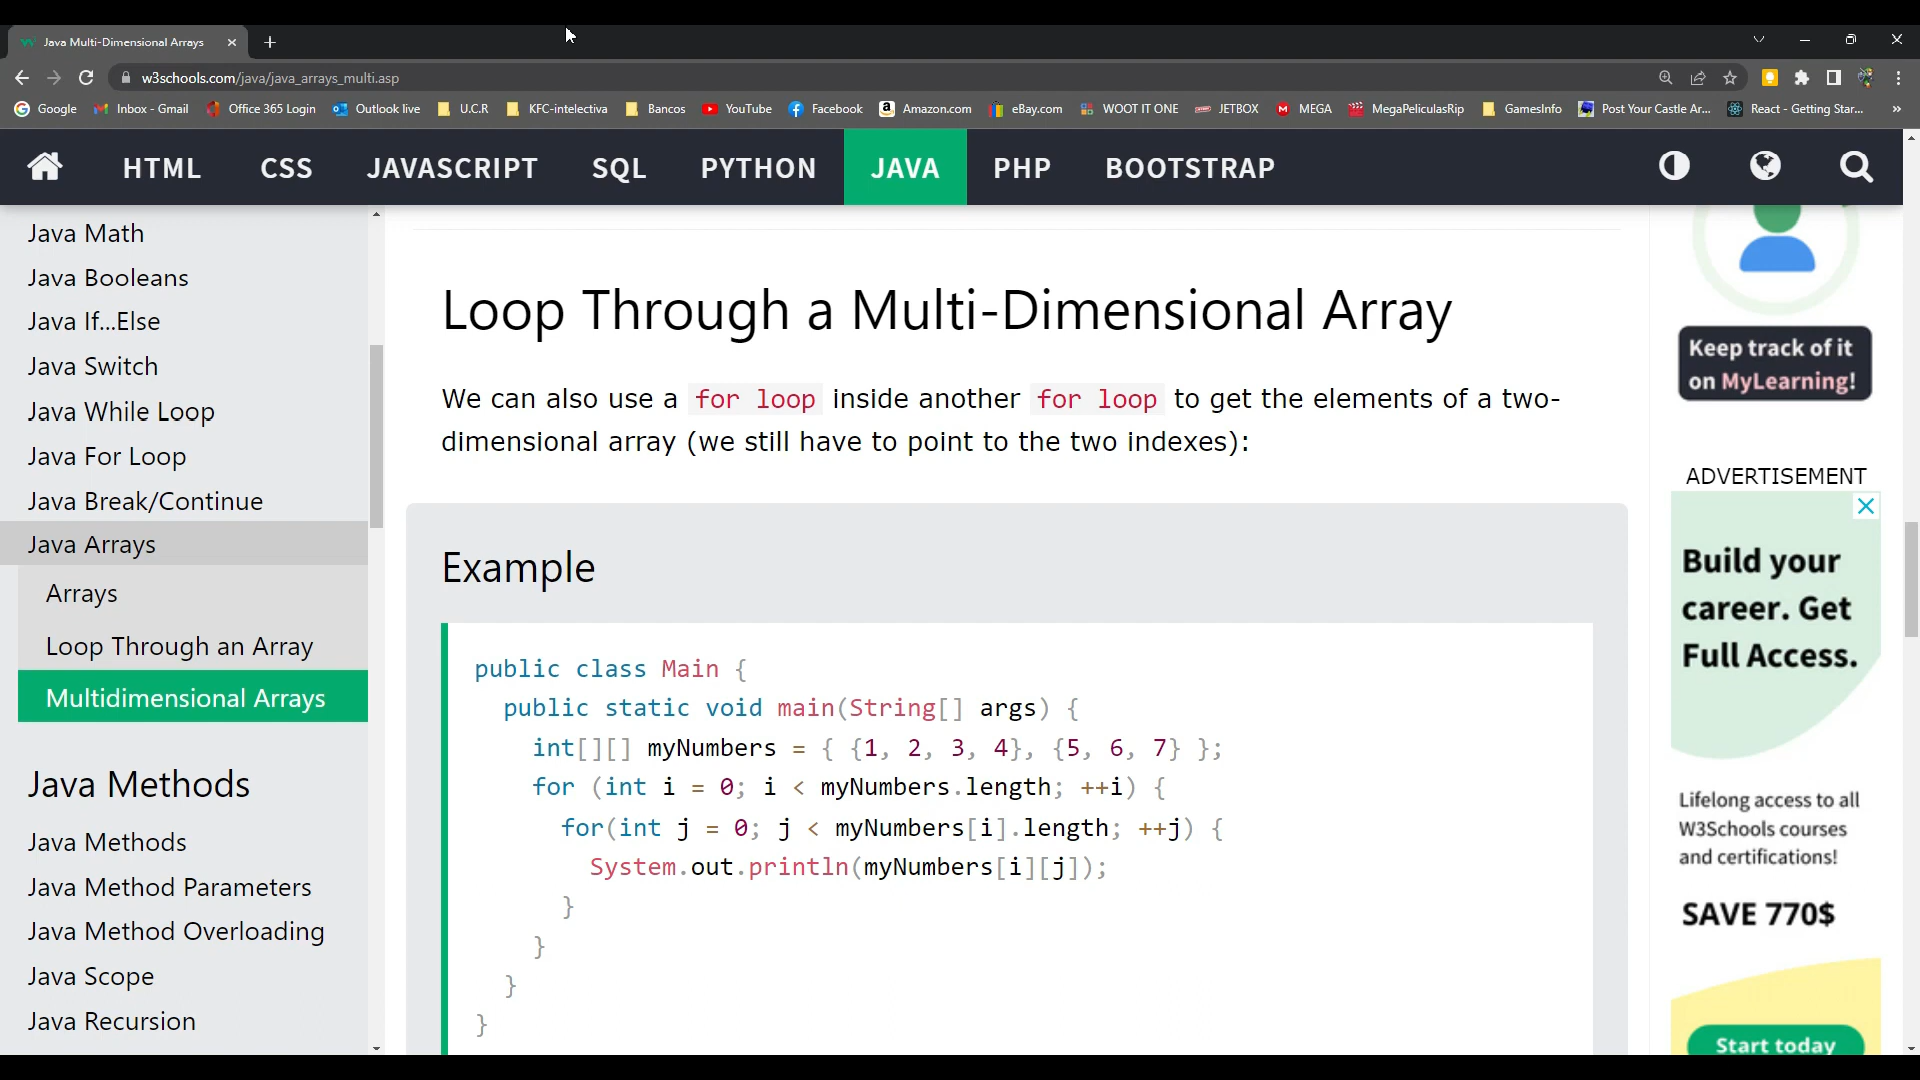 Java Multi-Dimensional Arrays
w3schools.com/java/java_arrays_multi.asp
Google Inbox - Gmail Office 365 Login Outlook live U.C.R KFC-intelectiva Bancos YouTube Facebook Amazon.com eBay.com WOOT IT ONE JETBOX MEGA MegaPeliculasRip GamesInfo Post Your Castle Ar... React - Getting Star... »
HTML CSS JAVASCRIPT SQL PYTHON JAVA PHP BOOTSTRAP
Java Math
Java Booleans
Java If...Else
Java Switch
Java While Loop
Java For Loop
Java Break/Continue
Java Arrays
Arrays
Loop Through an Array
Multidimensional Arrays
Java Methods
Java Methods
Java Method Parameters
Java Method Overloading
Java Scope
Java Recursion
Loop Through a Multi-Dimensional Array
We can also use a for loop inside another for loop to get the elements of a two-
dimensional array (we still have to point to the two indexes):
Example
public class Main {
public static void main(String[] args) {
int[][] myNumbers = { {1, 2, 3, 4}, {5, 6, 7} };
for (int i = 0; i < myNumbers.length; ++i) {
for(int j = 0; j < myNumbers[i].length; ++j) {
System.out.println(myNumbers[i][j]);
}
}
}
}
Keep track of it
on MyLearning!
ADVERTISEMENT
Build your
career. Get
Full Access.
Lifelong access to all
W3Schools courses
and certifications!
SAVE 770$
Start today